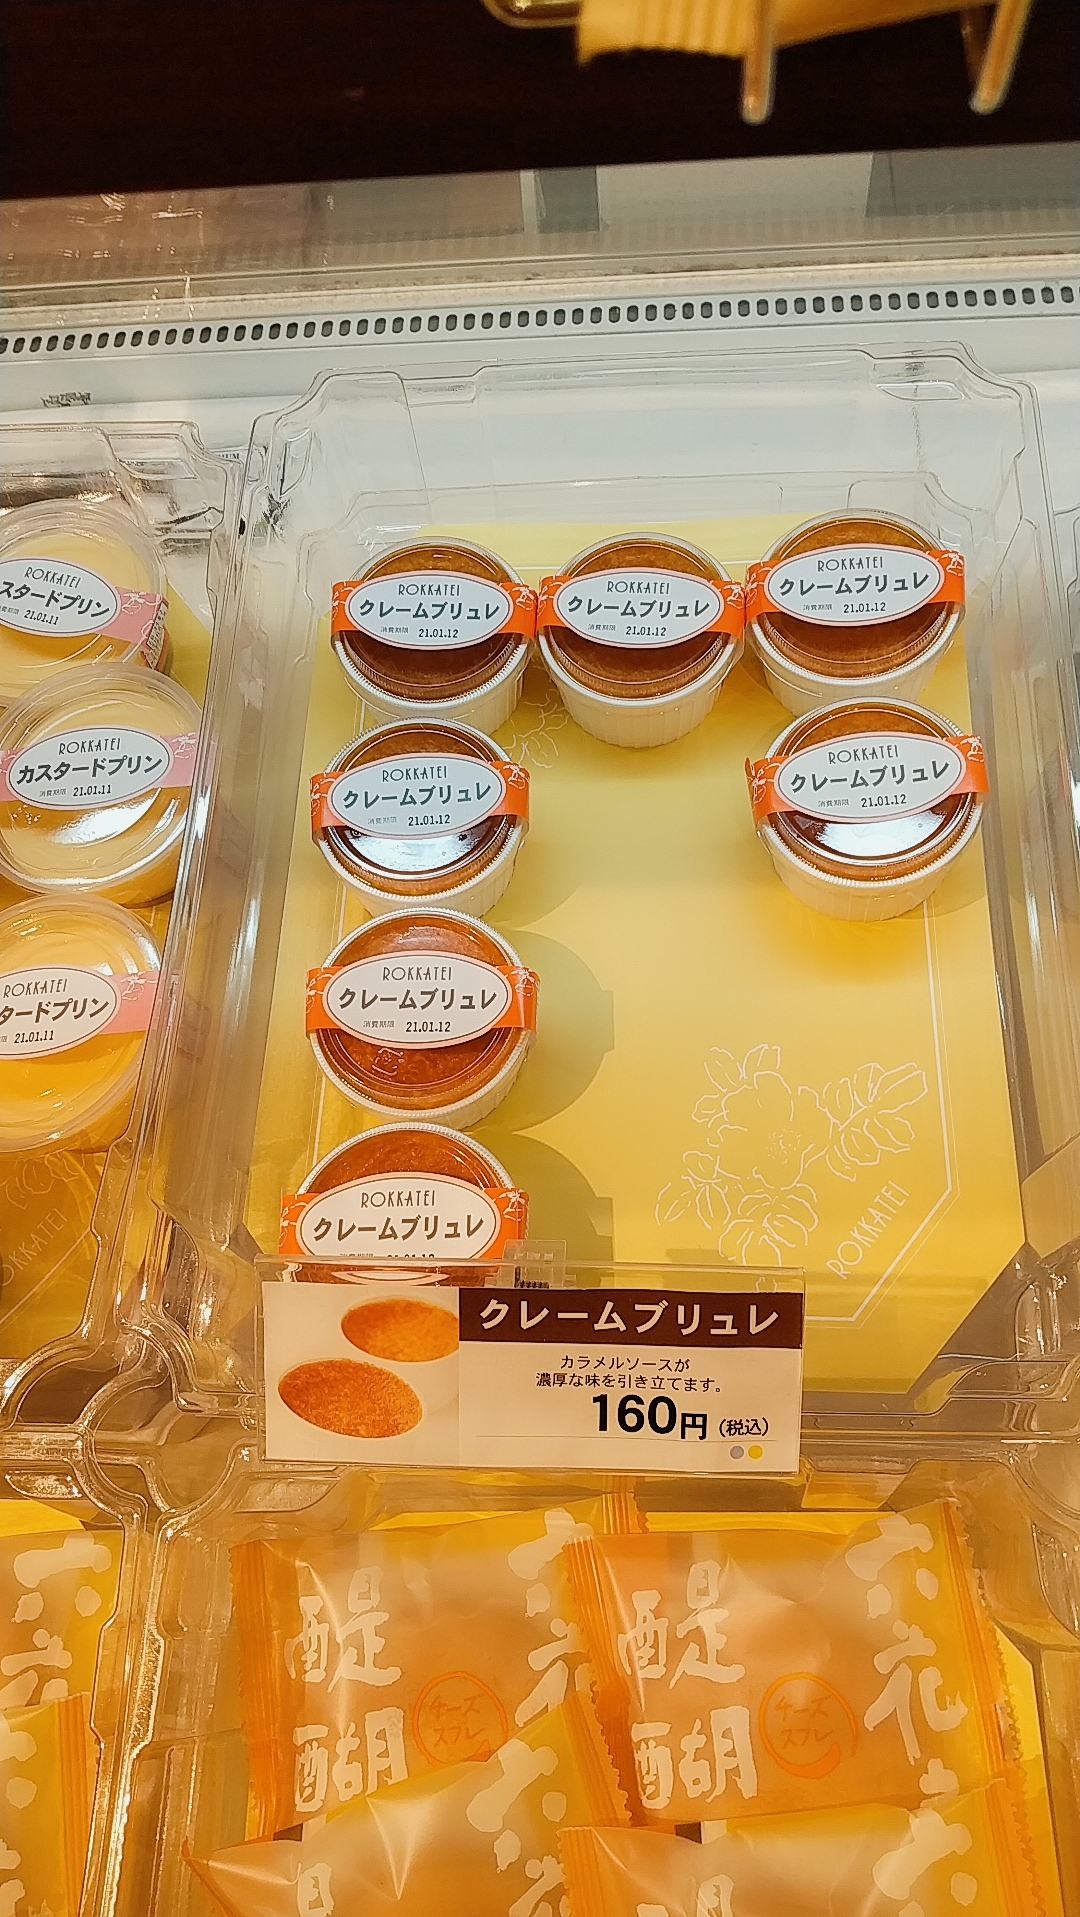 ROKKATEI
スタードプリン
21.01.11
ROKKATEI
カスタードプリン
消費期限 21.01.11
ROKKATEI
タードプリン
21.01.11
ROKKATEI
クレームブリュレ
消費期限 21.01.12
ROKKATEI
クレームブリュレ
消費期限 21.01.12
ROKKATEI
クレームブリュレ
消費期限 21.01.12
ROKKATEI
クレームブリュレ
消費期限 21.01.12
ROKKATEI
クレームブリュレ
消費期限 21.01.12
ROKKATEI
クレームブリュレ
消費期限 21.01.12
ROKKATEI
クレームブリュレ
ROKKATEI
クレームブリュレ
カラメルソースが
濃厚な味を引き立てます。
160円(税込)
六花
醍醐
チーズ
スフレ
六花
醍醐
チーズ
スフレ